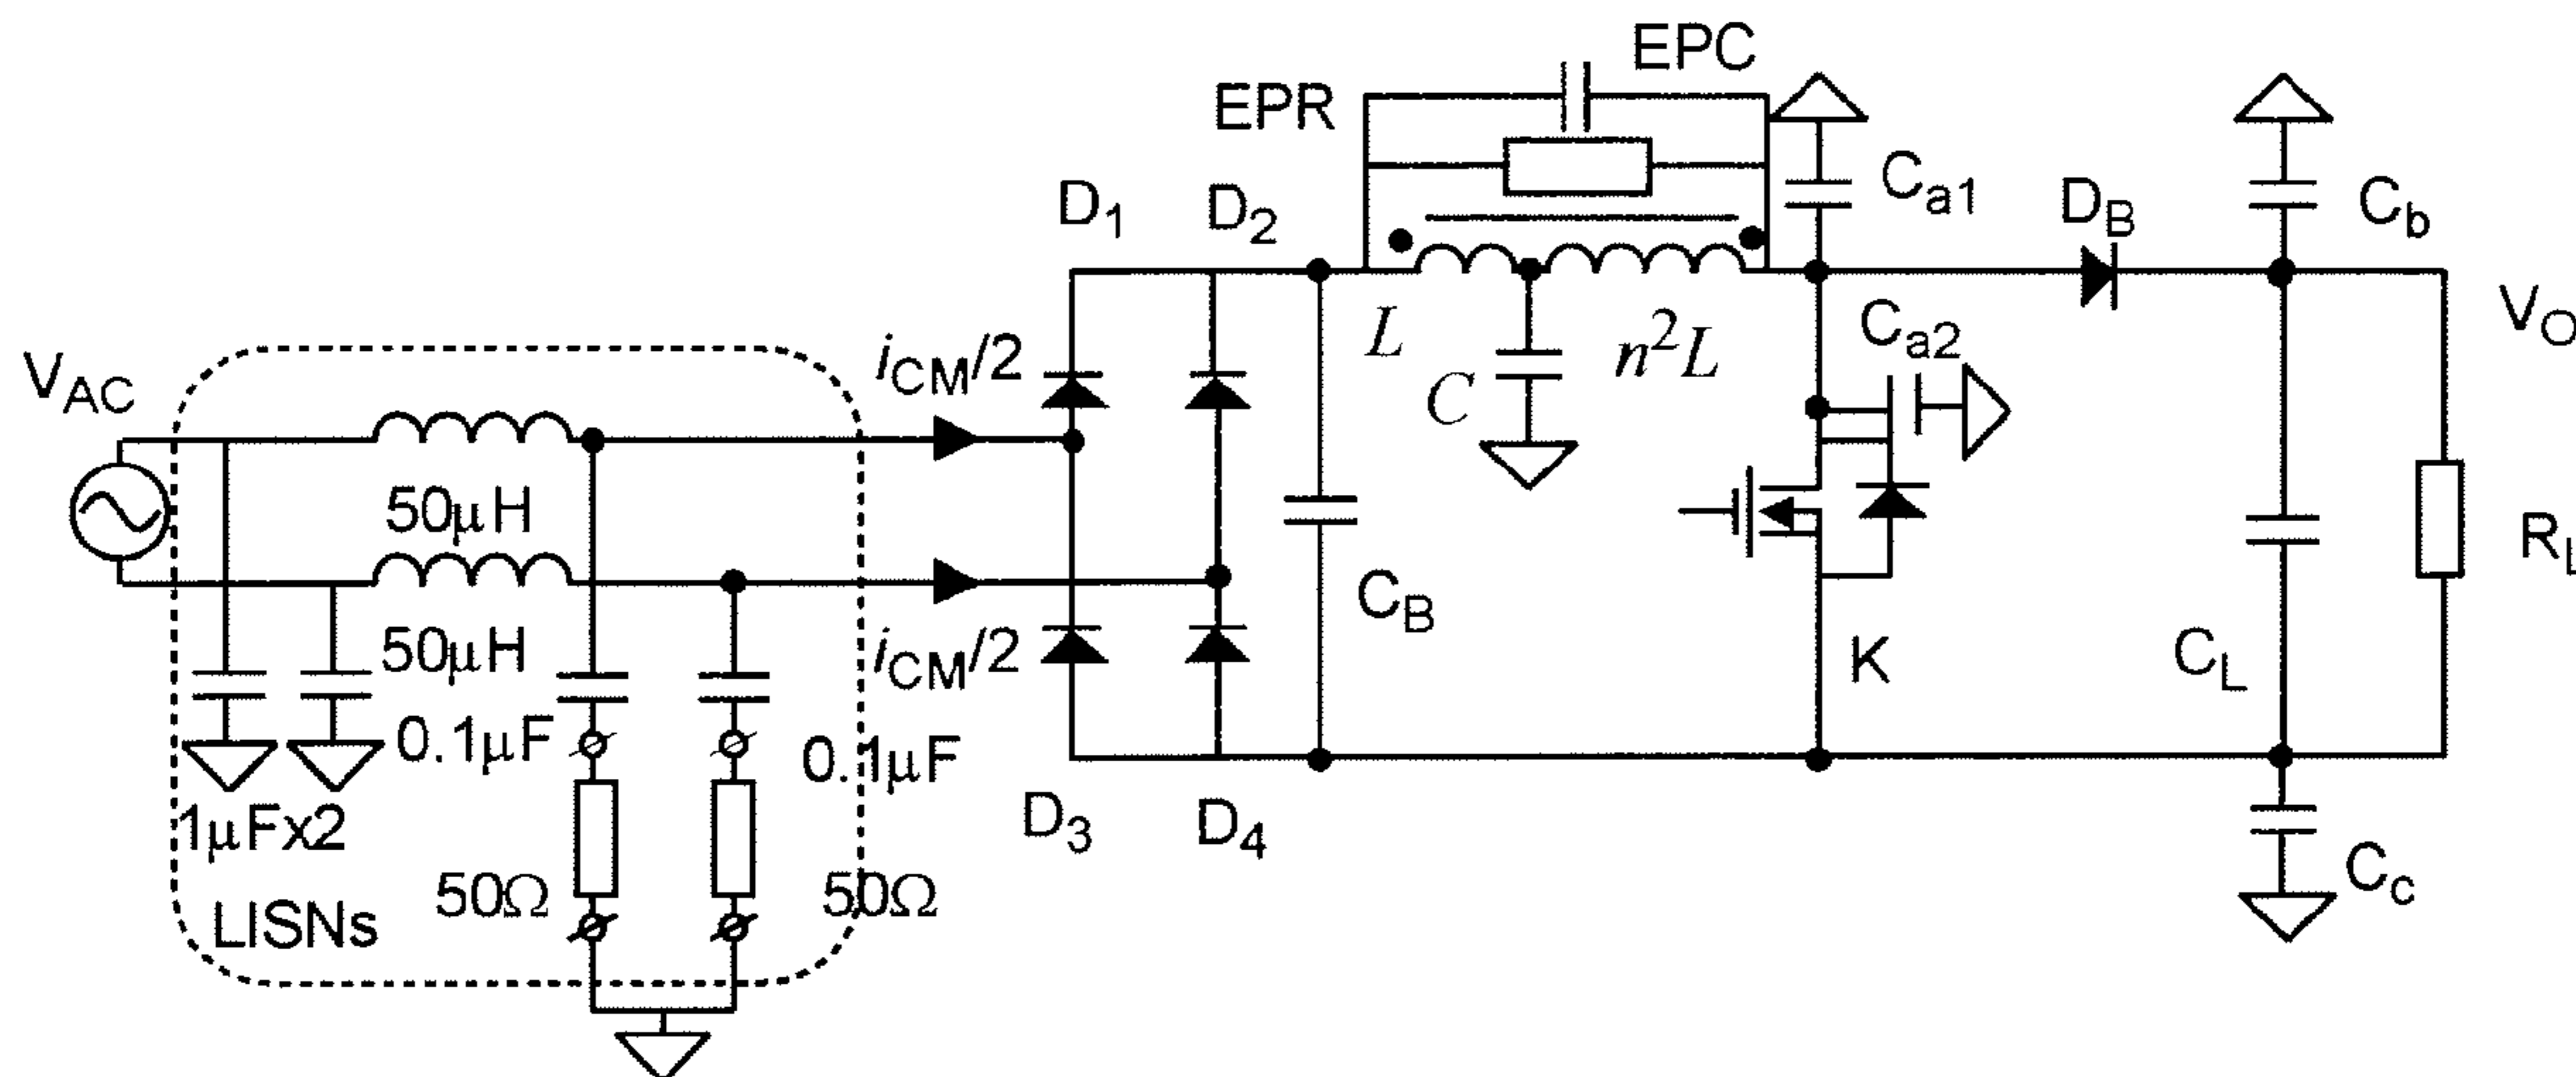 EPC
EPR
D1
D2
Ca1
DB
Cb
VO
L
C
n²L
Ca2
VAC
iCM/2
50μH
50μH
iCM/2
CB
K
CL
RL
0.1μF
0.1μF
1μFx2
D3
D4
50Ω
50Ω
LISNs
Cc